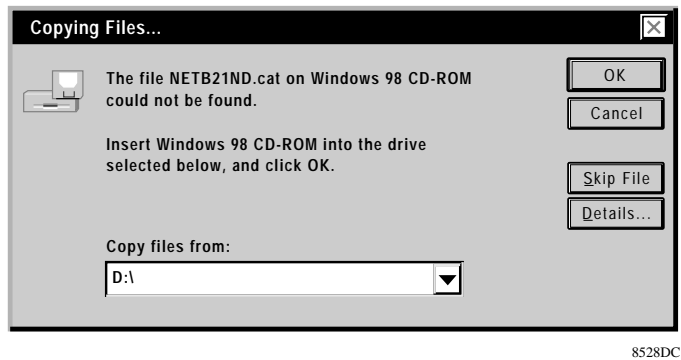 Copying Files...
The file NETB21ND.cat on Windows 98 CD-ROM
could not be found.
Insert Windows 98 CD-ROM into the drive
selected below, and click OK.
Copy files from:
D:\
OK
Cancel
Skip File
Details...
8528DC